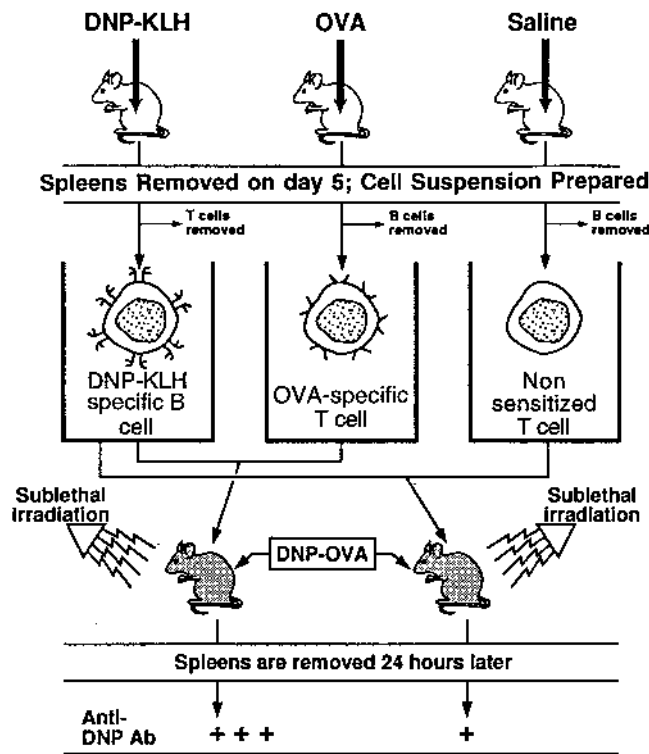 DNP-KLH OVA Saline
Spleens Removed on day 5; Cell Suspension Prepared
T cells removed
B cells removed
B cells removed
DNP-KLH
specific B
cell
OVA-specific
T cell
Non
sensitized
T cell
Sublethal
irradiation
Sublethal
irradiation
DNP-OVA
Spleens are removed 24 hours later
Anti-
DNP Ab + + + +